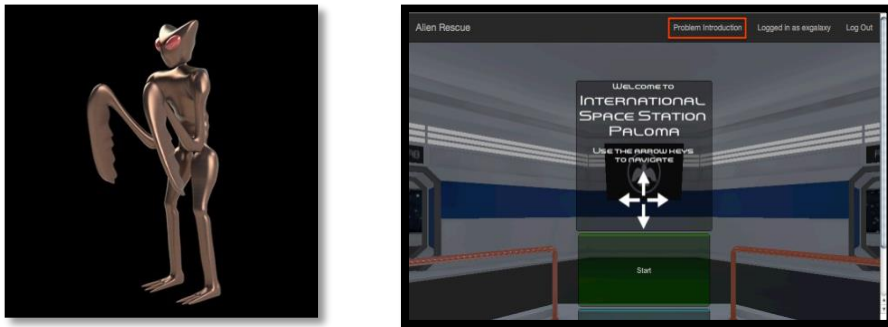 Alien Rescue
Problem Introduction
Logged in as exgalaxy
Log Out
WELCOME TO
INTERNATIONAL
SPACE STATION
PALOMA
USE THE ARROW KEYS
TO NAVIGATE
Start